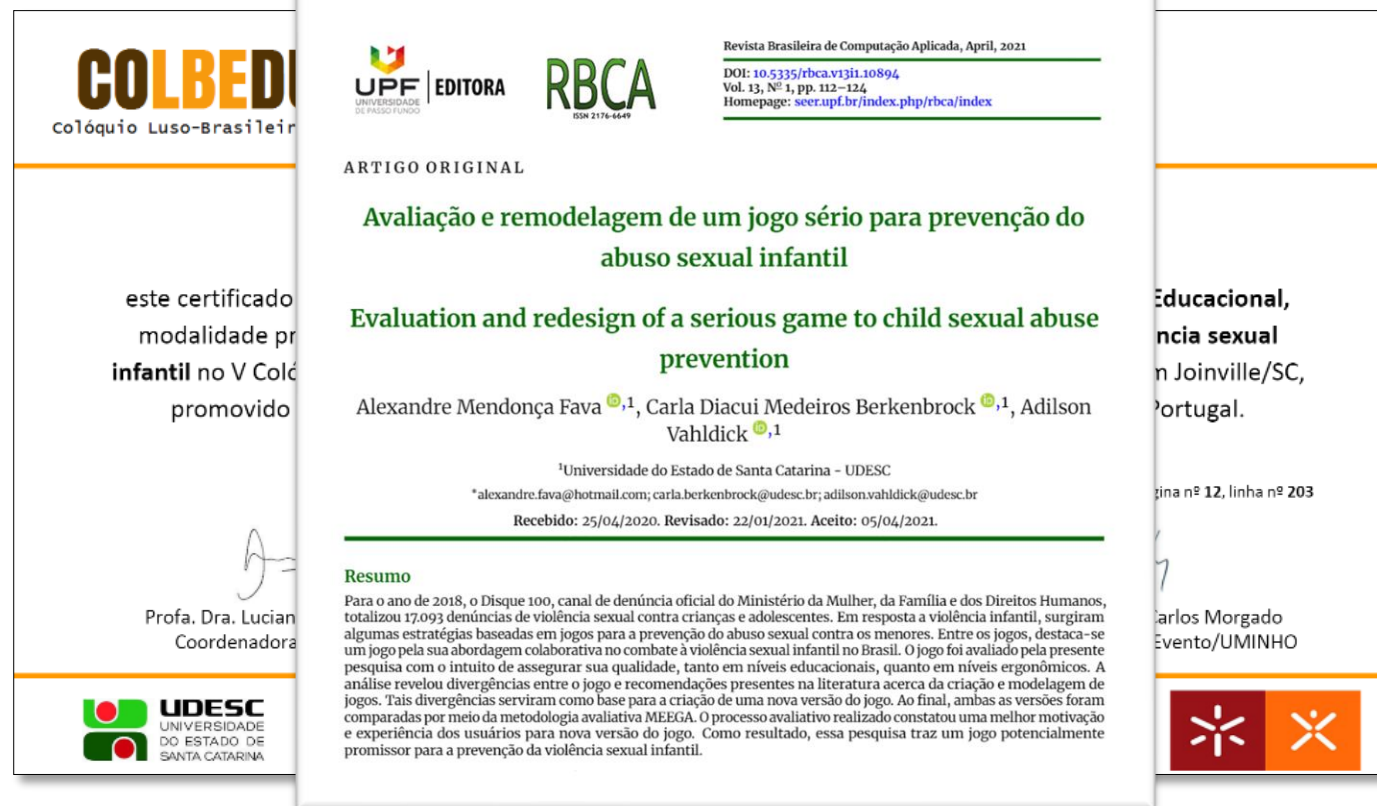 COLBEDU
Colóquio Luso-Brasileir
este certificado
modalidade pr
infantil no V Coló
promovido
Profa. Dra. Lucian
Coordenadora
UDESC
UNIVERSIDADE
DO ESTADO DE
SANTA CATARINA
UPF EDITORA
UNIVERSIDADE
DE PASSO FUNDO
RBCA
ISSN 2176-6649
Revista Brasileira de Computação Aplicada, April, 2021
DOI: 10.5335/rbca.v13i1.10894
Vol. 13, Nº 1, pp. 112–124
Homepage: seer.upf.br/index.php/rbca/index
ARTIGO ORIGINAL
Avaliação e remodelagem de um jogo sério para prevenção do
abuso sexual infantil
Evaluation and redesign of a serious game to child sexual abuse
prevention
Alexandre Mendonça Fava iD,1, Carla Diacui Medeiros Berkenbrock iD,1, Adilson
Vahldick iD,1
1Universidade do Estado de Santa Catarina - UDESC
*alexandre.fava@hotmail.com; carla.berkenbrock@udesc.br; adilson.vahldick@udesc.br
Recebido: 25/04/2020. Revisado: 22/01/2021. Aceito: 05/04/2021.
Resumo
Para o ano de 2018, o Disque 100, canal de denúncia oficial do Ministério da Mulher, da Família e dos Direitos Humanos,
totalizou 17.093 denúncias de violência sexual contra crianças e adolescentes. Em resposta a violência infantil, surgiram
algumas estratégias baseadas em jogos para a prevenção do abuso sexual contra os menores. Entre os jogos, destaca-se
um jogo pela sua abordagem colaborativa no combate à violência sexual infantil no Brasil. O jogo foi avaliado pela presente
pesquisa com o intuito de assegurar sua qualidade, tanto em níveis educacionais, quanto em níveis ergonômicos. A
análise revelou divergências entre o jogo e recomendações presentes na literatura acerca da criação e modelagem de
jogos. Tais divergências serviram como base para a criação de uma nova versão do jogo. Ao final, ambas as versões foram
comparadas por meio da metodologia avaliativa MEEGA. O processo avaliativo realizado constatou uma melhor motivação
e experiência dos usuários para nova versão do jogo. Como resultado, essa pesquisa traz um jogo potencialmente
promissor para a prevenção da violência sexual infantil.
Educacional,
ncia sexual
m Joinville/SC,
Portugal.
gina nº 12, linha nº 203
Carlos Morgado
Evento/UMINHO